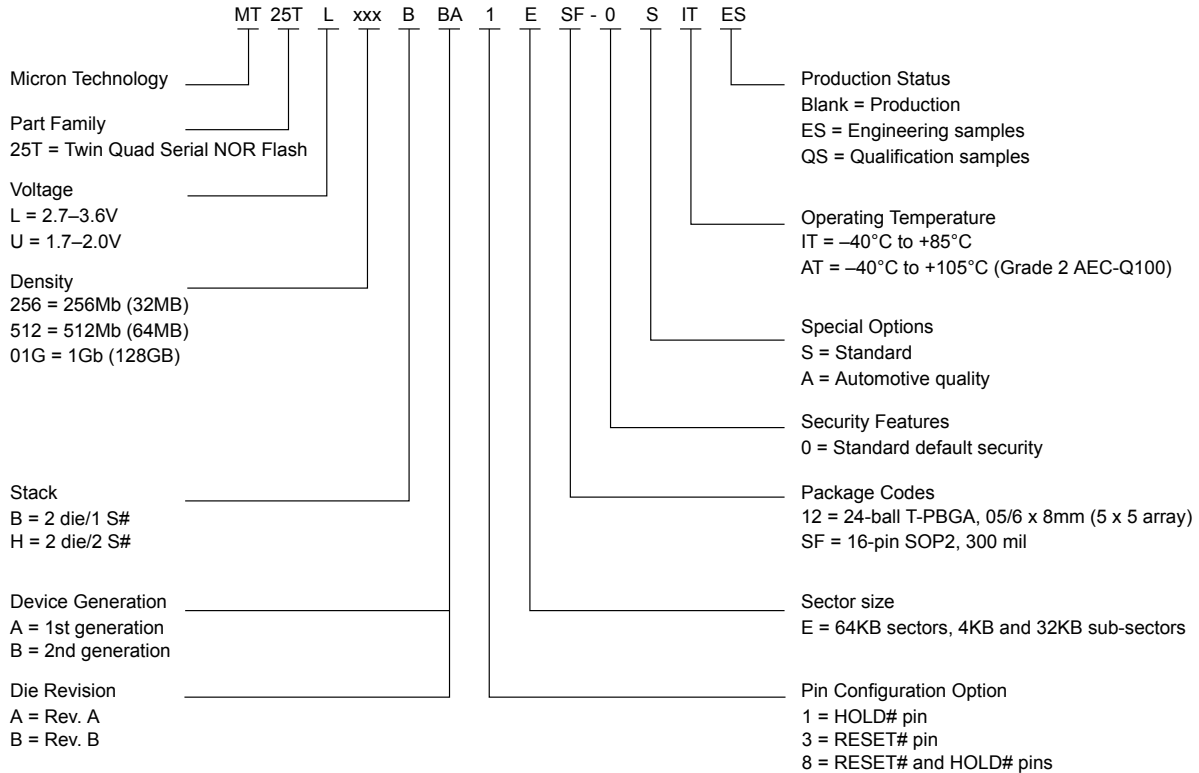 MT 25T L xxx B BA 1 E SF - 0 S IT ES
Micron Technology
Part Family
25T = Twin Quad Serial NOR Flash
Voltage
L = 2.7–3.6V
U = 1.7–2.0V
Density
256 = 256Mb (32MB)
512 = 512Mb (64MB)
01G = 1Gb (128GB)
Stack
B = 2 die/1 S#
H = 2 die/2 S#
Device Generation
A = 1st generation
B = 2nd generation
Die Revision
A = Rev. A
B = Rev. B
Production Status
Blank = Production
ES = Engineering samples
QS = Qualification samples
Operating Temperature
IT = –40°C to +85°C
AT = –40°C to +105°C (Grade 2 AEC-Q100)
Special Options
S = Standard
A = Automotive quality
Security Features
0 = Standard default security
Package Codes
12 = 24-ball T-PBGA, 05/6 x 8mm (5 x 5 array)
SF = 16-pin SOP2, 300 mil
Sector size
E = 64KB sectors, 4KB and 32KB sub-sectors
Pin Configuration Option
1 = HOLD# pin
3 = RESET# pin
8 = RESET# and HOLD# pins